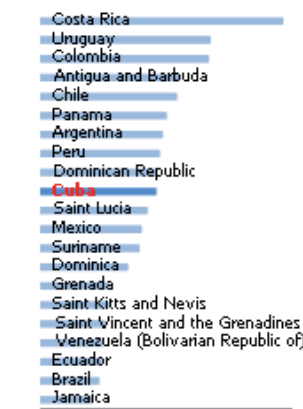 Costa Rica
Uruguay
Colombia
Antigua and Barbuda
Chile
Panama
Argentina
Peru
Dominican Republic
Cuba
Saint Lucia
Mexico
Suriname
Dominica
Grenada
Saint Kitts and Nevis
Saint Vincent and the Grenadines
Venezuela (Bolivarian Republic of)
Ecuador
Brazil
Jamaica